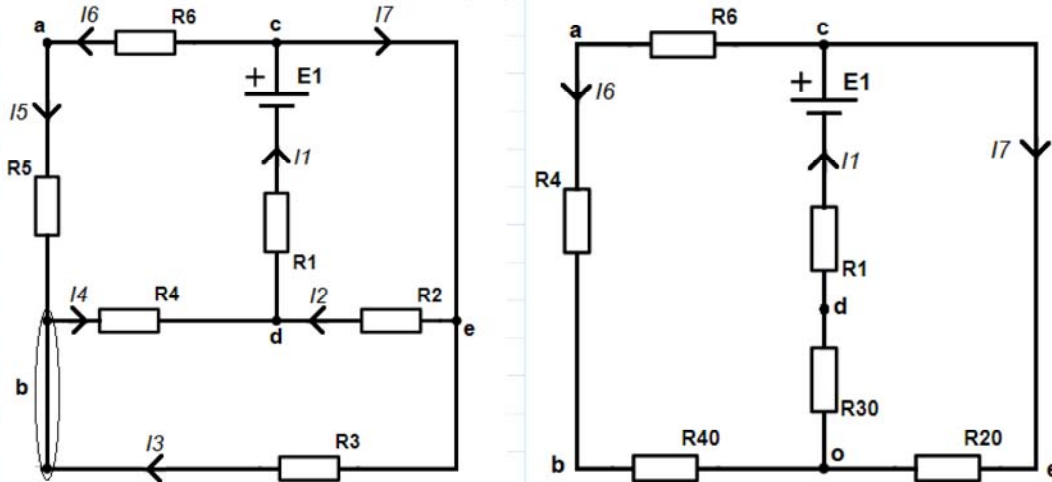 I6 R6 c I7
a
+ E1
I5
I1
R5
R1
I4 R4 I2 R2
d e
b
I3 R3
R6
a c
+ E1
I6
I1 I7
R4
R1
d
R30
R40 o R20
b e